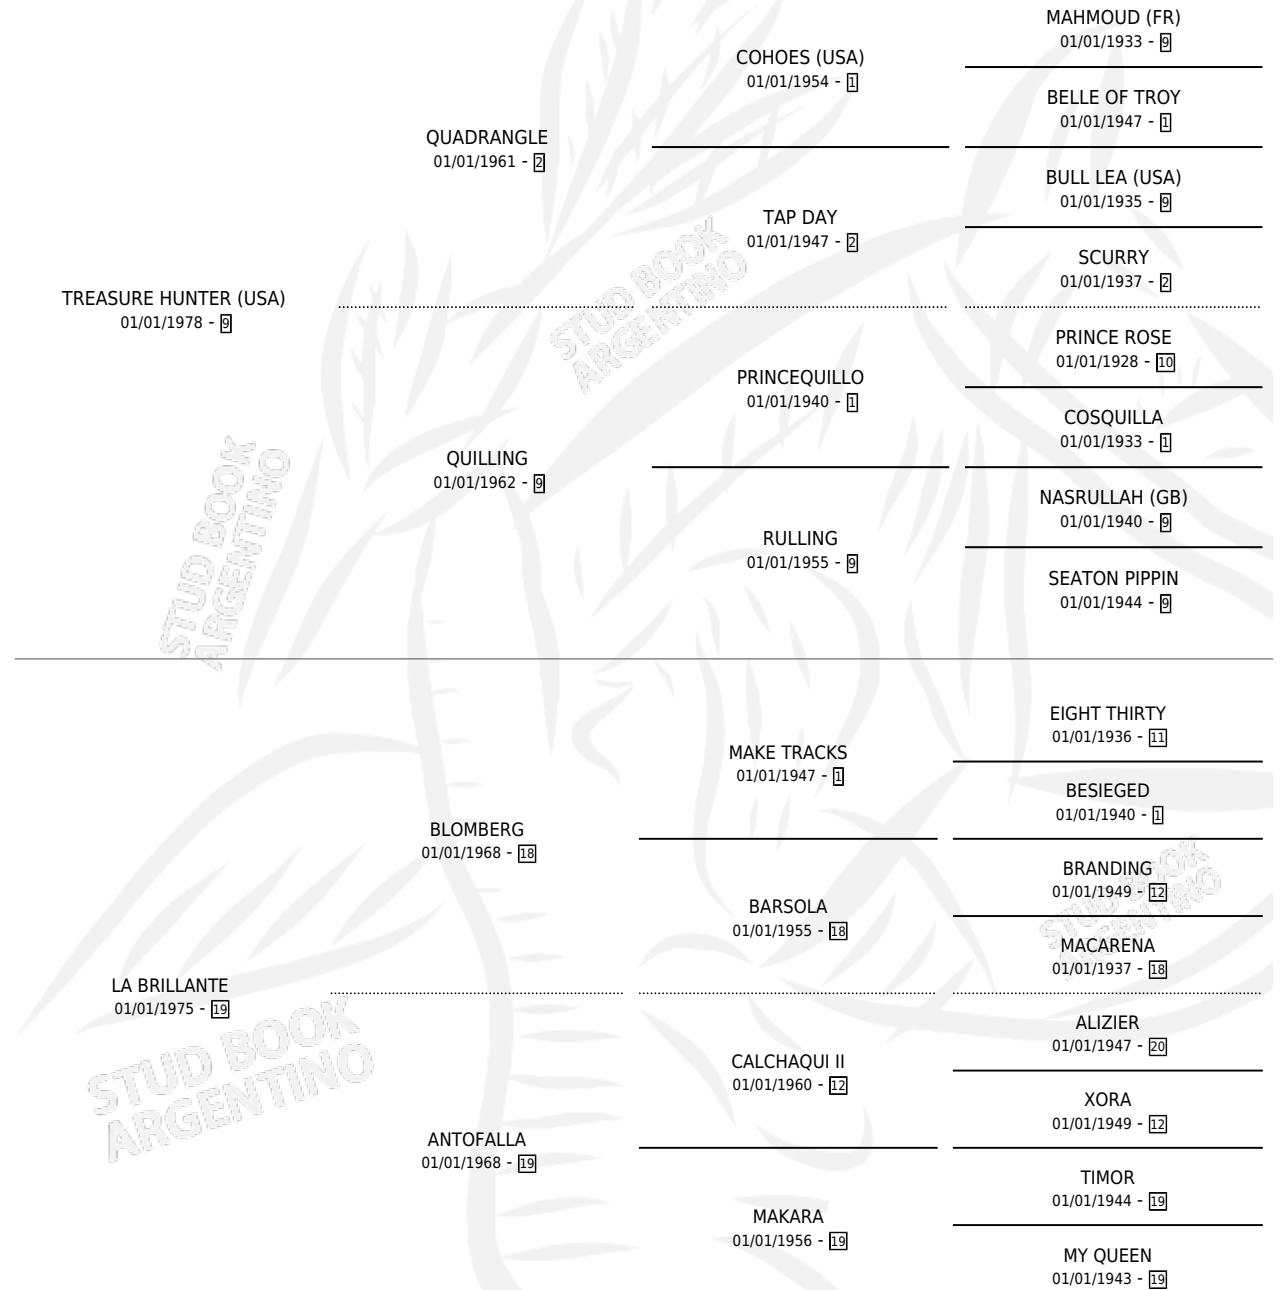 MAHMOUD (FR)
01/01/1933 - 9
COHOES (USA)
01/01/1954 - 1
BELLE OF TROY
01/01/1947 - 1
QUADRANGLE
01/01/1961 - 2
BULL LEA (USA)
01/01/1935 - 9
TAP DAY
01/01/1947 - 2
SCURRY
01/01/1937 - 2
TREASURE HUNTER (USA)
01/01/1978 - 9
PRINCE ROSE
01/01/1928 - 10
PRINCEQUILLO
01/01/1940 - 1
COSQUILLA
01/01/1933 - 1
QUILLING
01/01/1962 - 9
NASRULLAH (GB)
01/01/1940 - 9
RULLING
01/01/1955 - 9
SEATON PIPPIN
01/01/1944 - 9
EIGHT THIRTY
01/01/1936 - 11
MAKE TRACKS
01/01/1947 - 1
BESIEGED
01/01/1940 - 1
BLOMBERG
01/01/1968 - 18
BRANDING
01/01/1949 - 12
BARSOLA
01/01/1955 - 18
MACARENA
01/01/1937 - 18
LA BRILLANTE
01/01/1975 - 19
ALIZIER
01/01/1947 - 20
CALCHAQUI II
01/01/1960 - 12
XORA
01/01/1949 - 12
ANTOFALLA
01/01/1968 - 19
TIMOR
01/01/1944 - 19
MAKARA
01/01/1956 - 19
MY QUEEN
01/01/1943 - 19
STUD BOOK
ARGENTINO
STUD BOOK
ARGENTINO
STUD BOOK
ARGENTINO
STUD BOOK
ARGENTINO